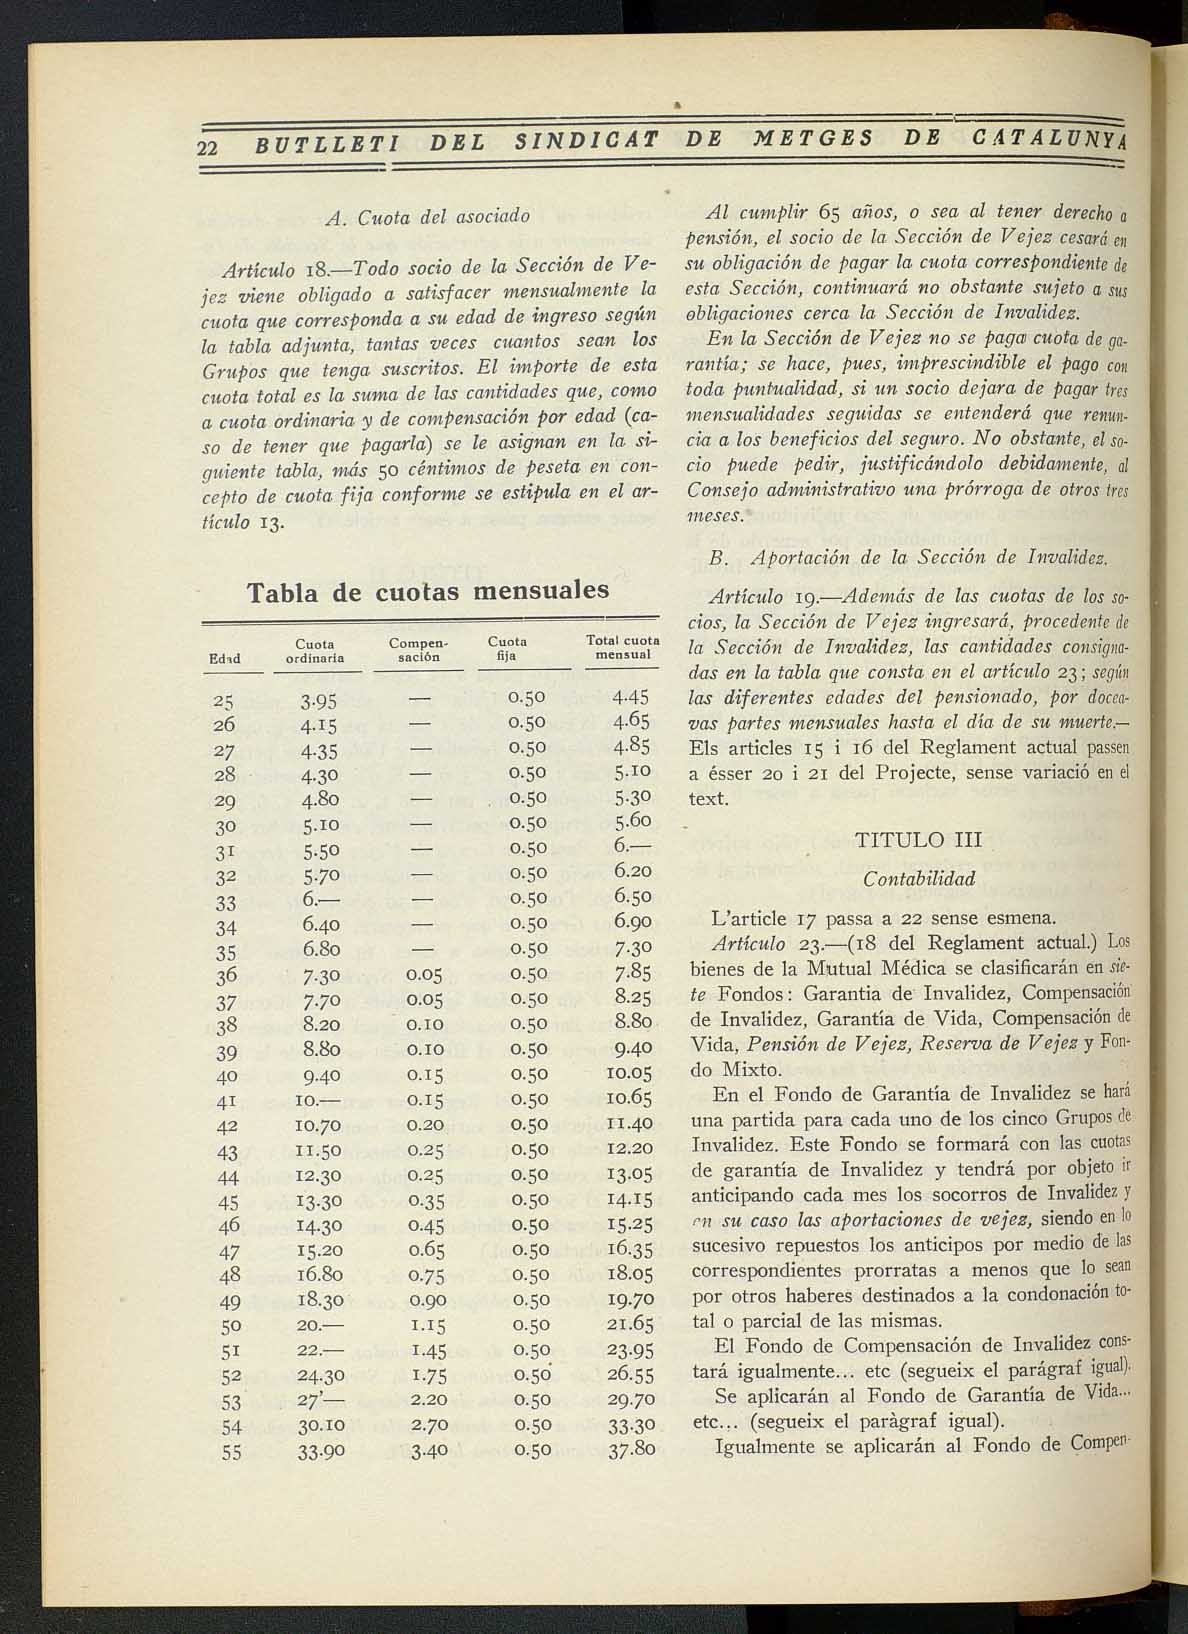 22 BUTLLETI DEL SINDICAT DE METGES DE CATALUNYA
A. Cuota del asociado
Artículo 18.—Todo socio de la Sección de Ve-
jez viene obligado a satisfacer mensualmente la
cuota que corresponda a su edad de ingreso según
la tabla adjunta, tantas veces cuantos sean los
Grupos que tenga suscritos. El importe de esta
cuota total es la suma de las cantidades que, como
a cuota ordinaria y de compensación por edad (ca-
so de tener que pagarla) se le asignan en la si-
guiente tabla, más 50 céntimos de peseta en con-
cepto de cuota fija conforme se estipula en el ar-
tículo 13.
Tabla de cuotas mensuales
Edad Cuota ordinaria Compen-sación Cuota fija Total cuota mensual
25 3.95 — 0.50 4.45
26 4.15 — 0.50 4.65
27 4.35 — 0.50 4.85
28 4.30 — 0.50 5.10
29 4.80 — 0.50 5.30
30 5.10 — 0.50 5.60
31 5.50 — 0.50 6.—
32 5.70 — 0.50 6.20
33 6.— — 0.50 6.50
34 6.40 — 0.50 6.90
35 6.80 — 0.50 7.30
36 7.30 0.05 0.50 7.85
37 7.70 0.05 0.50 8.25
38 8.20 0.10 0.50 8.80
39 8.80 0.10 0.50 9.40
40 9.40 0.15 0.50 10.05
41 10.— 0.15 0.50 10.65
42 10.70 0.20 0.50 11.40
43 11.50 0.25 0.50 12.20
44 12.30 0.25 0.50 13.05
45 13.30 0.35 0.50 14.15
46 14.30 0.45 0.50 15.25
47 15.20 0.65 0.50 16.35
48 16.80 0.75 0.50 18.05
49 18.30 0.90 0.50 19.70
50 20.— 1.15 0.50 21.65
51 22.— 1.45 0.50 23.95
52 24.30 1.75 0.50 26.55
53 27'— 2.20 0.50 29.70
54 30.10 2.70 0.50 33.30
55 33.90 3.40 0.50 37.80
Al cumplir 65 años, o sea al tener derecho a
pensión, el socio de la Sección de Vejez cesará en
su obligación de pagar la cuota correspondiente de
esta Sección, continuará no obstante sujeto a sus
obligaciones cerca la Sección de Invalidez.
En la Sección de Vejez no se paga cuota de ga-
rantía; se hace, pues, imprescindible el pago con
toda puntualidad, si un socio dejara de pagar tres
mensualidades seguidas se entenderá que renun-
cia a los beneficios del seguro. No obstante, el so-
cio puede pedir, justificándolo debidamente, al
Consejo administrativo una prórroga de otros tres
meses.
B. Aportación de la Sección de Invalidez.
Artículo 19.—Además de las cuotas de los so-
cios, la Sección de Vejez ingresará, procedente de
la Sección de Invalidez, las cantidades consigna-
das en la tabla que consta en el artículo 23; según
las diferentes edades del pensionado, por docea-
vas partes mensuales hasta el día de su muerte.—
Els articles 15 i 16 del Reglament actual passen
a ésser 20 i 21 del Projecte, sense variació en el
text.
TITULO III
Contabilidad
L'article 17 passa a 22 sense esmena.
Artículo 23.—(18 del Reglament actual.) Los
bienes de la Mutual Médica se clasificarán en sie-
te Fondos: Garantia de Invalidez, Compensación
de Invalidez, Garantía de Vida, Compensación de
Vida, Pensión de Vejez, Reserva de Vejez y Fon-
do Mixto.
En el Fondo de Garantía de Invalidez se hará
una partida para cada uno de los cinco Grupos de
Invalidez. Este Fondo se formará con las cuotas
de garantía de Invalidez y tendrá por objeto ir
anticipando cada mes los socorros de Invalidez y
en su caso las aportaciones de vejez, siendo en lo
sucesivo repuestos los anticipos por medio de las
correspondientes prorratas a menos que lo sean
por otros haberes destinados a la condonación to-
tal o parcial de las mismas.
El Fondo de Compensación de Invalidez cons-
tará igualmente... etc (segueix el parágraf igual).
Se aplicarán al Fondo de Garantía de Vida...
etc... (segueix el paràgraf igual).
Igualmente se aplicarán al Fondo de Compen-